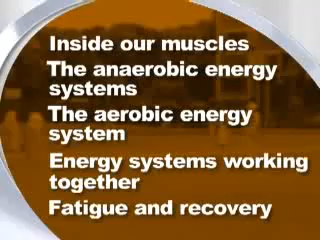 Inside our muscles
The anaerobic energy
systems
The aerobic energy
system
Energy systems working
together
Fatigue and recovery